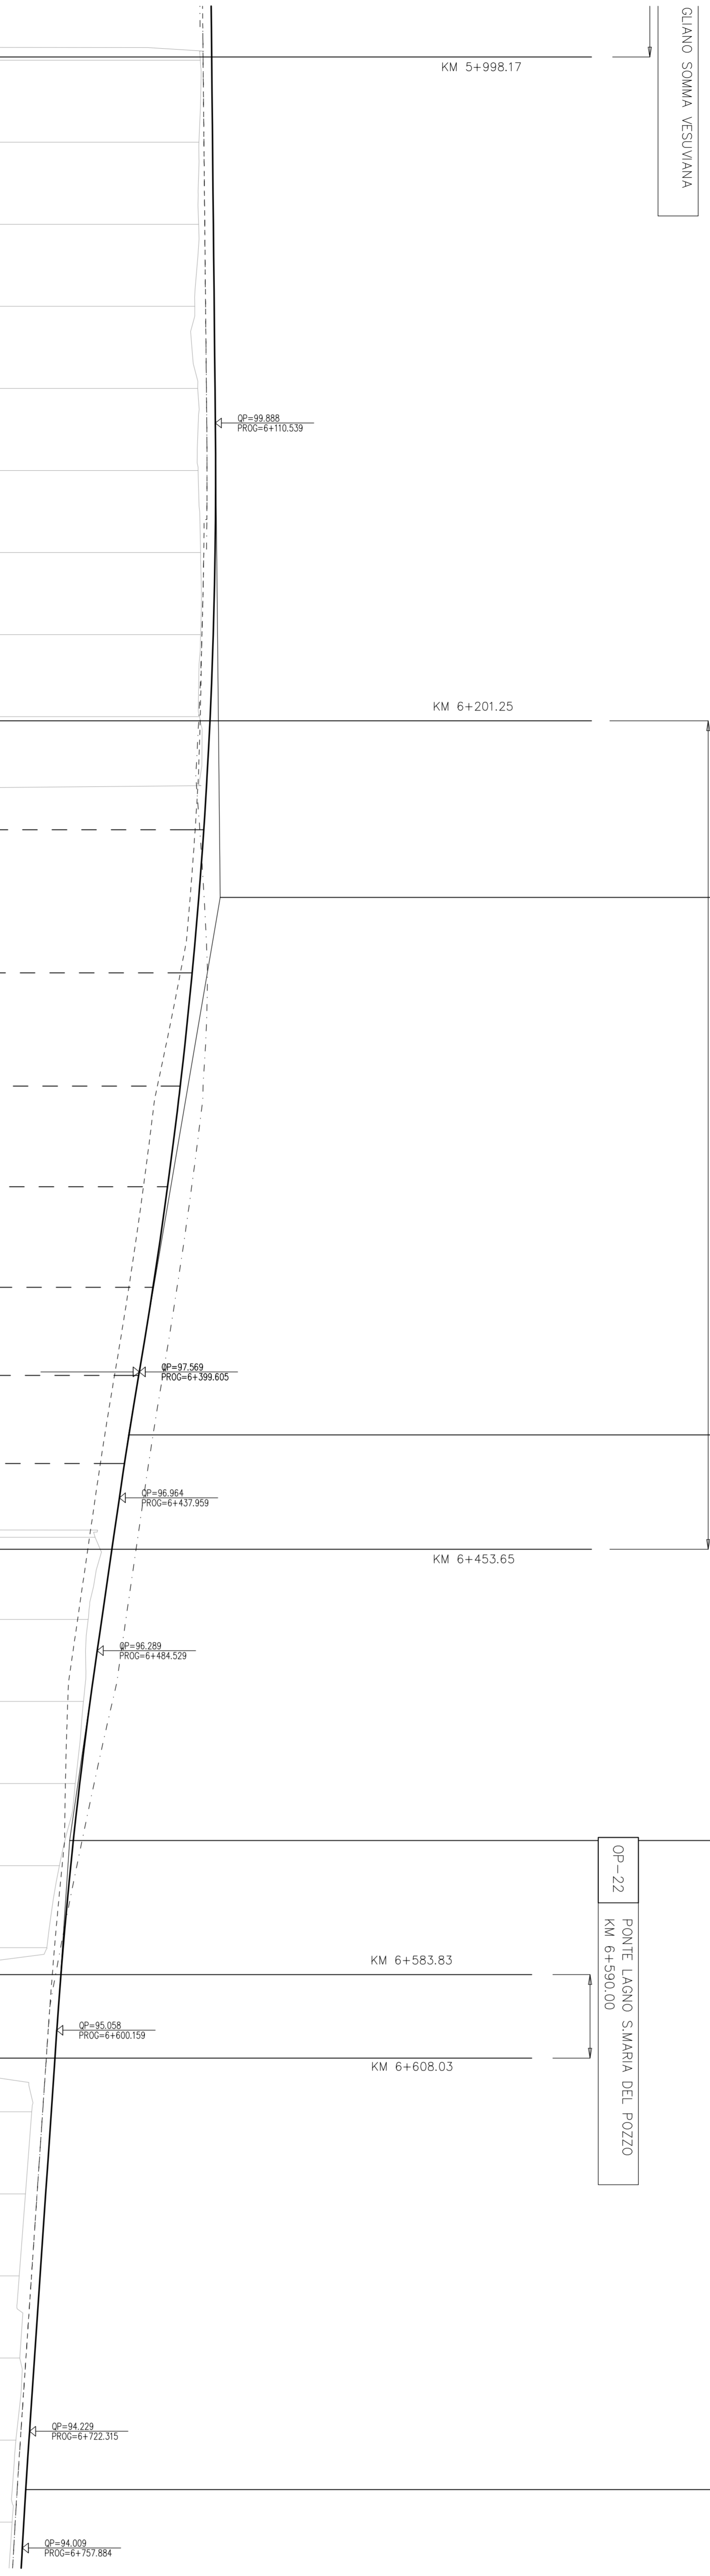 GLIANO SOMMA VESUVIANA
KM 5+998.17
QP=99.888
PROG=6+110.539
KM 6+201.25
QP=97.569
PROG=6+399.605
QP=96.964
PROG=6+437.959
KM 6+453.65
QP=96.289
PROG=6+484.529
OP-22
PONTE LAGNO S.MARIA DEL POZZO
KM 6+590.00
KM 6+583.83
QP=95.058
PROG=6+600.159
KM 6+608.03
QP=94.229
PROG=6+722.315
QP=94.009
PROG=6+757.884